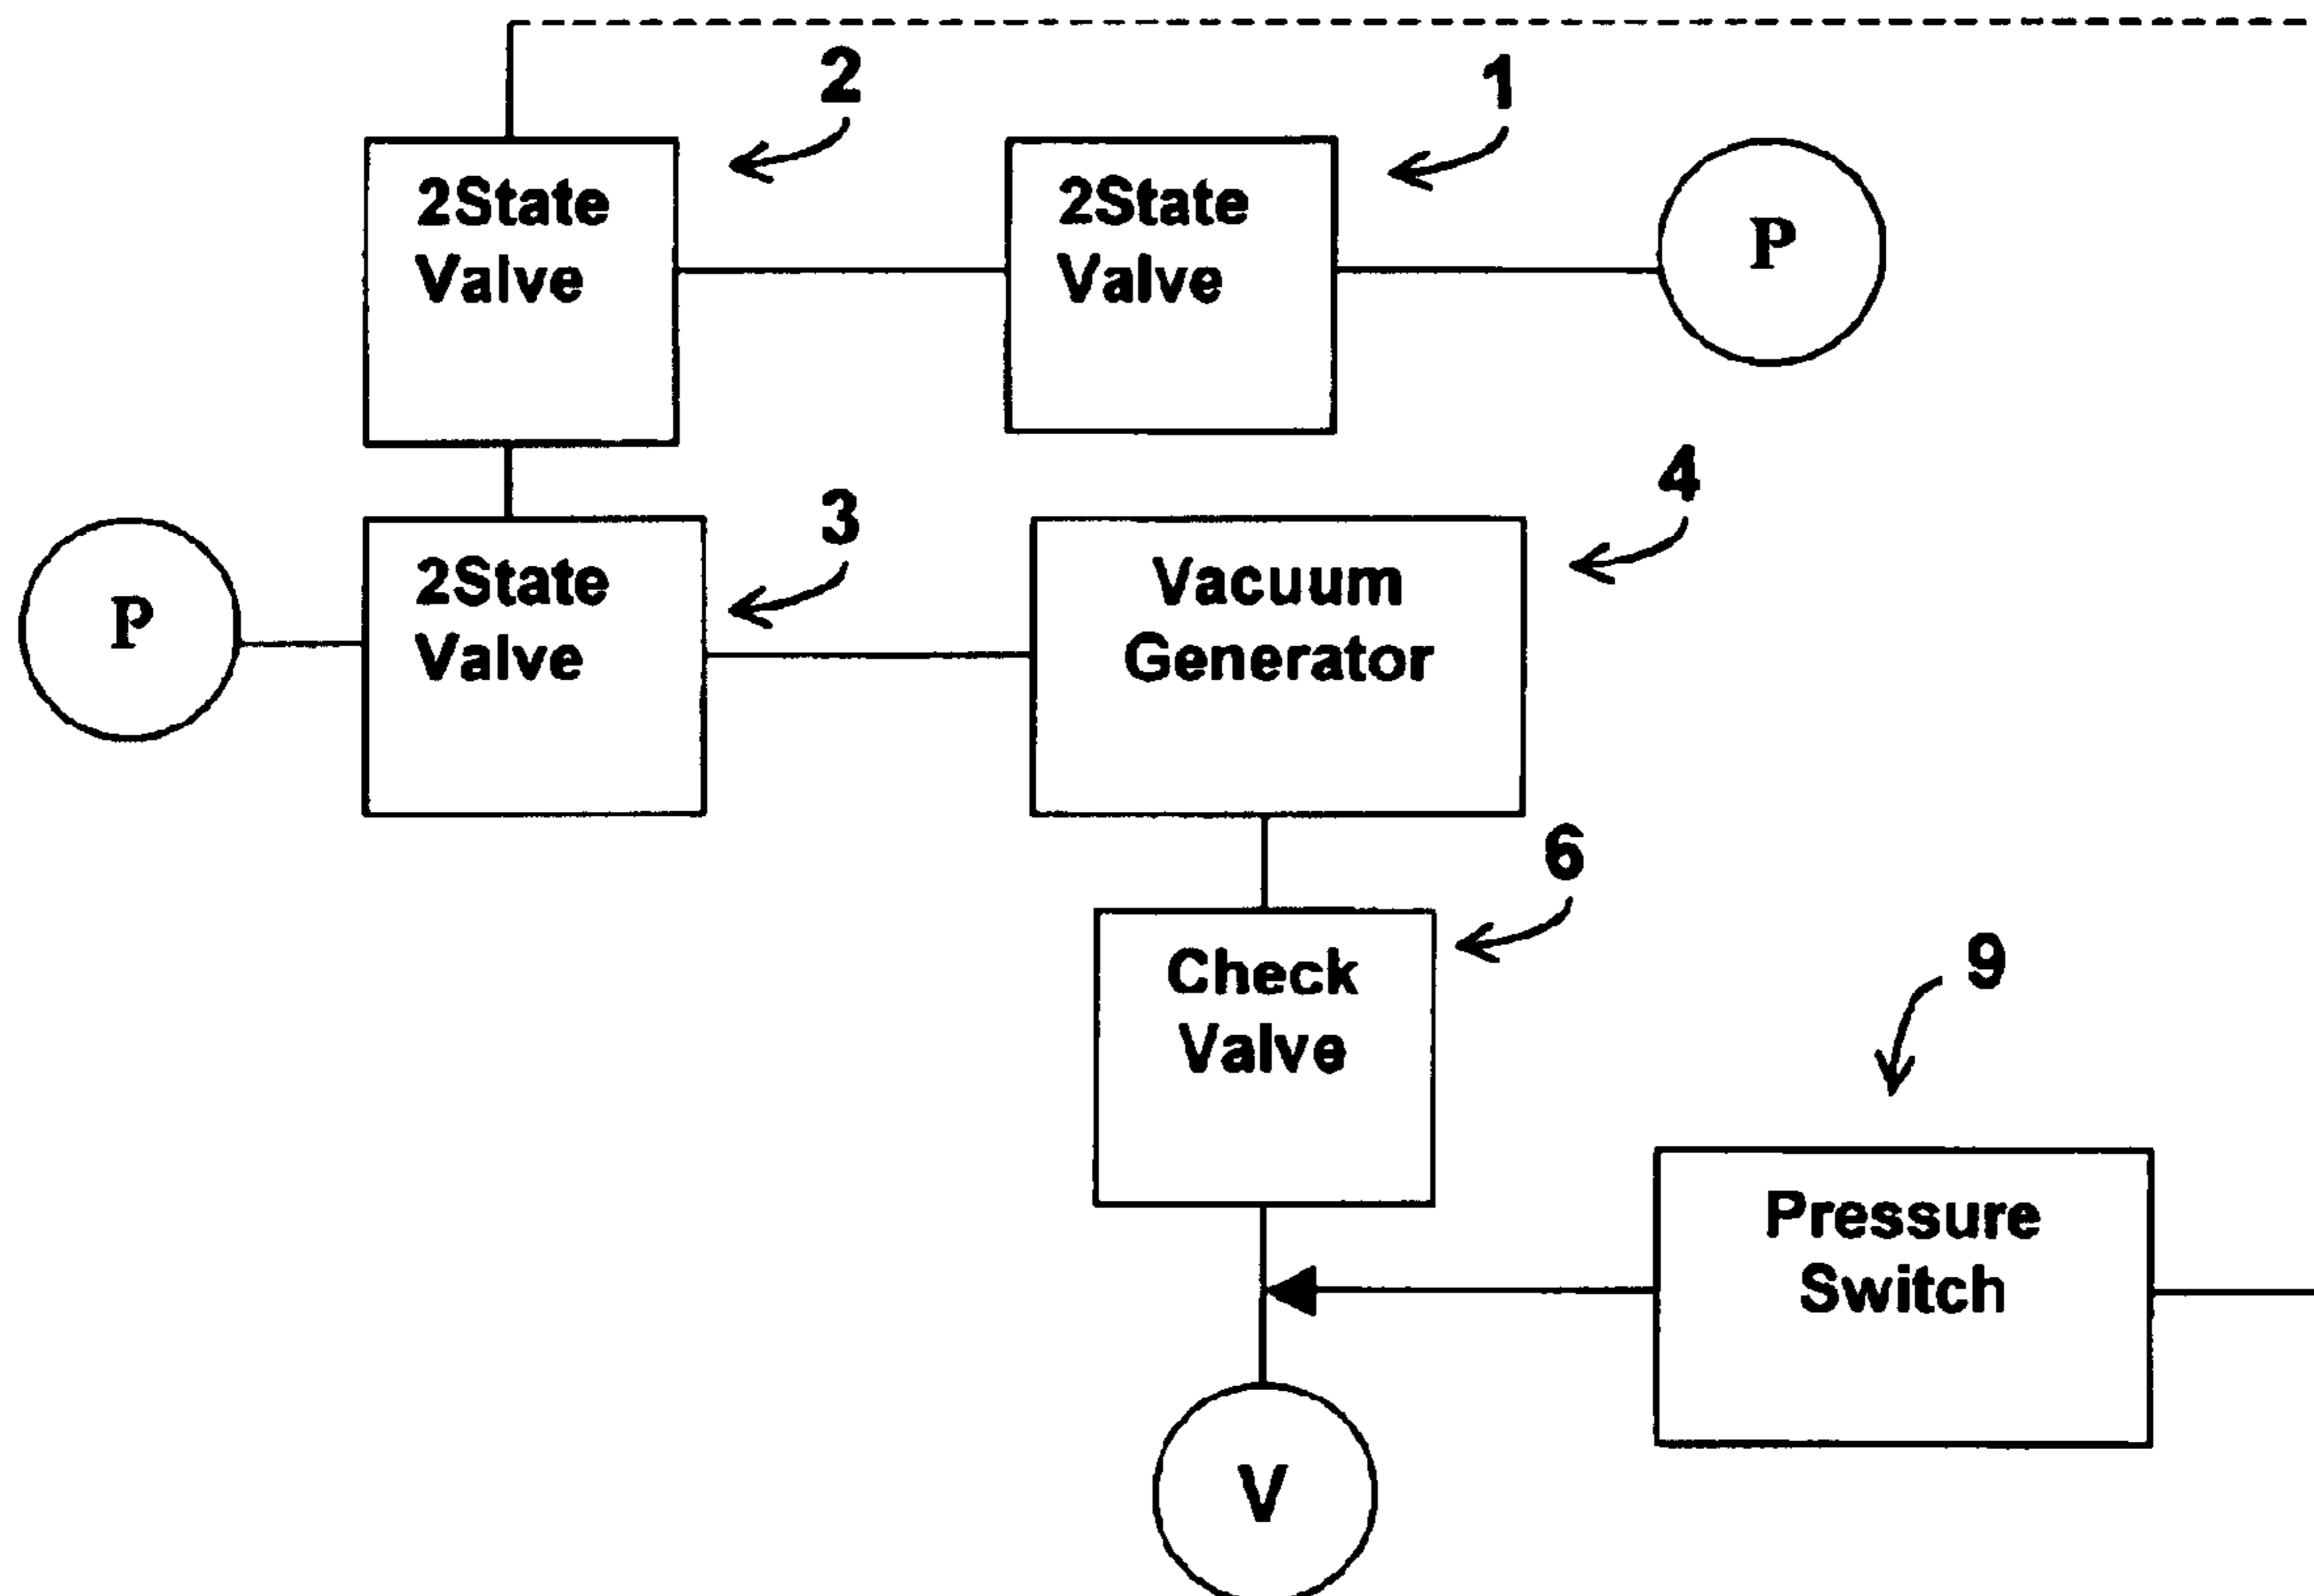 2
1
2State
Valve
2State
Valve
P
4
3
P
2State
Valve
Vacuum
Generator
6
Check
Valve
9
Pressure
Switch
V